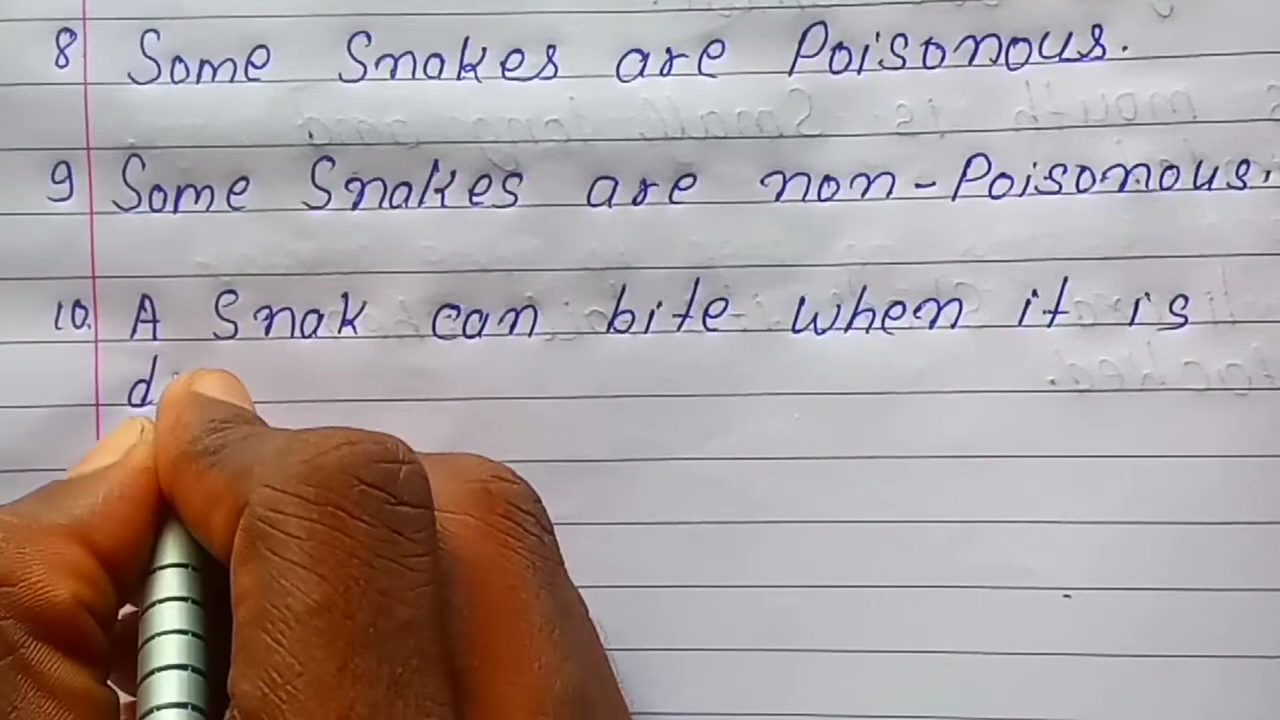 8 Some Snakes are Poisonous.
9 Some Snakes are non-Poisonous.
10. A Snak can bite when it is
d